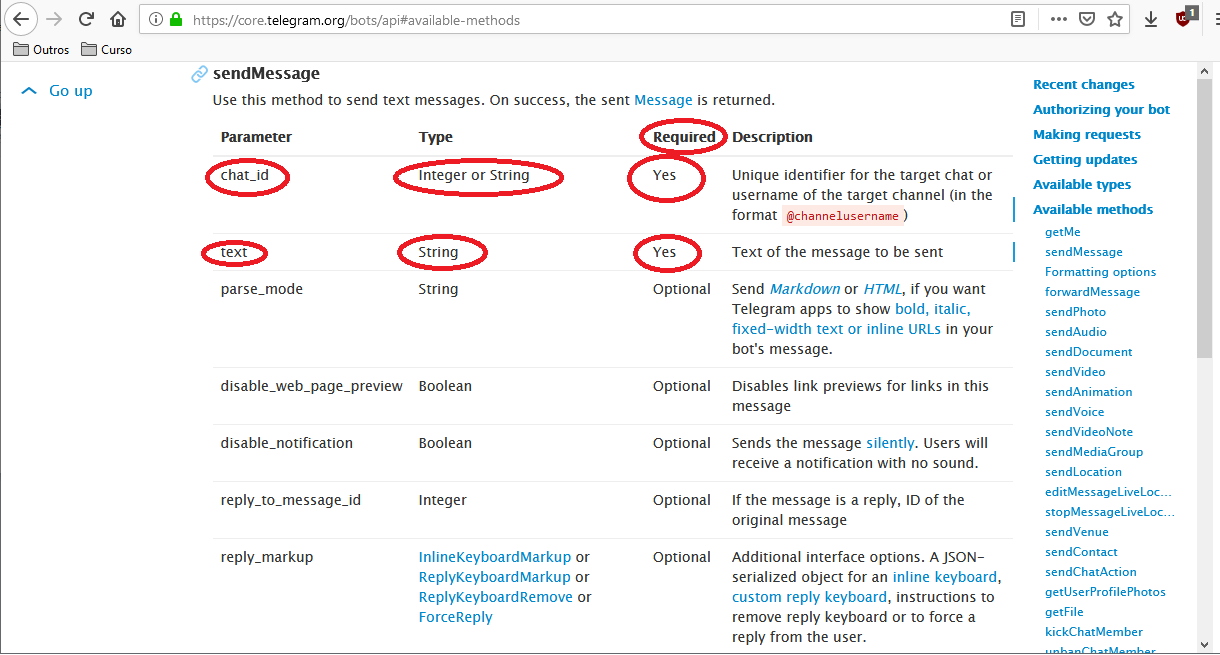 https://core.telegram.org/bots/api#available-methods
1
Outros Curso
Go up
sendMessage
Use this method to send text messages. On success, the sent Message is returned.
Parameter Type Required Description
chat_id Integer or String Yes Unique identifier for the target chat or
username of the target channel (in the
format @channelusername)
text String Yes Text of the message to be sent
parse_mode String Optional Send Markdown or HTML, if you want
Telegram apps to show bold, italic,
fixed-width text or inline URLs in your
bot's message.
disable_web_page_preview Boolean Optional Disables link previews for links in this
message
disable_notification Boolean Optional Sends the message silently. Users will
receive a notification with no sound.
reply_to_message_id Integer Optional If the message is a reply, ID of the
original message
reply_markup InlineKeyboardMarkup or Optional Additional interface options. A JSON-
ReplyKeyboardMarkup or serialized object for an inline keyboard,
ReplyKeyboardRemove or custom reply keyboard, instructions to
ForceReply remove reply keyboard or to force a
reply from the user.
Recent changes
Authorizing your bot
Making requests
Getting updates
Available types
Available methods
getMe
sendMessage
Formatting options
forwardMessage
sendPhoto
sendAudio
sendDocument
sendVideo
sendAnimation
sendVoice
sendVideoNote
sendMediaGroup
sendLocation
editMessageLiveLoc...
stopMessageLiveLoc...
sendVenue
sendContact
sendChatAction
getUserProfilePhotos
getFile
kickChatMember
unbanChatMember